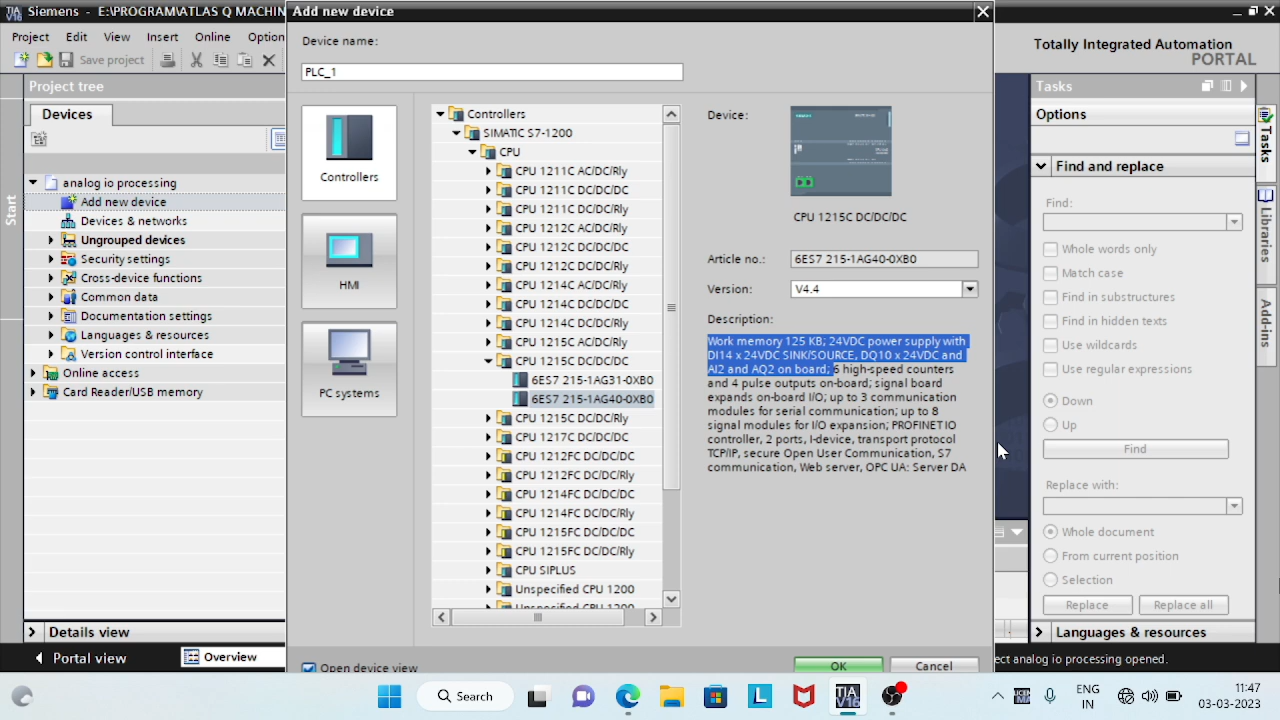 Siemens - E:\PROGRAM\ATLAS Q MACHIN
Add new device
Project Edit View Insert Online Option
Save project
Totally Integrated Automation
PORTAL
Project tree
Devices
Start
analog io processing
Add new device
Devices & networks
Ungrouped devices
Security settings
Cross-device functions
Common data
Documentation settings
Languages & resources
Version control interface
Online access
Card Reader/USB memory
Details view
Portal view
Overview
Device name:
PLC_1
Controllers
HMI
PC systems
Controllers
SIMATIC S7-1200
CPU
CPU 1211C AC/DC/Rly
CPU 1211C DC/DC/DC
CPU 1211C DC/DC/Rly
CPU 1212C AC/DC/Rly
CPU 1212C DC/DC/DC
CPU 1212C DC/DC/Rly
CPU 1214C AC/DC/Rly
CPU 1214C DC/DC/DC
CPU 1214C DC/DC/Rly
CPU 1215C AC/DC/Rly
CPU 1215C DC/DC/DC
6ES7 215-1AG31-0XB0
6ES7 215-1AG40-0XB0
CPU 1215C DC/DC/Rly
CPU 1217C DC/DC/DC
CPU 1212FC DC/DC/DC
CPU 1212FC DC/DC/Rly
CPU 1214FC DC/DC/DC
CPU 1214FC DC/DC/Rly
CPU 1215FC DC/DC/DC
CPU 1215FC DC/DC/Rly
CPU SIPLUS
Unspecified CPU 1200
Unspecified CPU 1200
Device:
CPU 1215C DC/DC/DC
Article no.: 6ES7 215-1AG40-0XB0
Version: V4.4
Description:
Work memory 125 KB; 24VDC power supply with
DI14 x 24VDC SINK/SOURCE, DQ10 x 24VDC and
AI2 and AQ2 on board; 6 high-speed counters
and 4 pulse outputs on-board; signal board
expands on-board I/O; up to 3 communication
modules for serial communication; up to 8
signal modules for I/O expansion; PROFINET IO
controller, 2 ports, I-device, transport protocol
TCP/IP, secure Open User Communication, S7
communication, Web server, OPC UA: Server DA
Open device view
OK
Cancel
Tasks
Options
Find and replace
Find:
Whole words only
Match case
Find in substructures
Find in hidden texts
Use wildcards
Use regular expressions
Down
Up
Find
Replace with:
Whole document
From current position
Selection
Replace Replace all
Languages & resources
Tasks
Libraries
Add-ins
ect analog io processing opened.
Search
TIA
V16
ENG
IN
11:47
03-03-2023